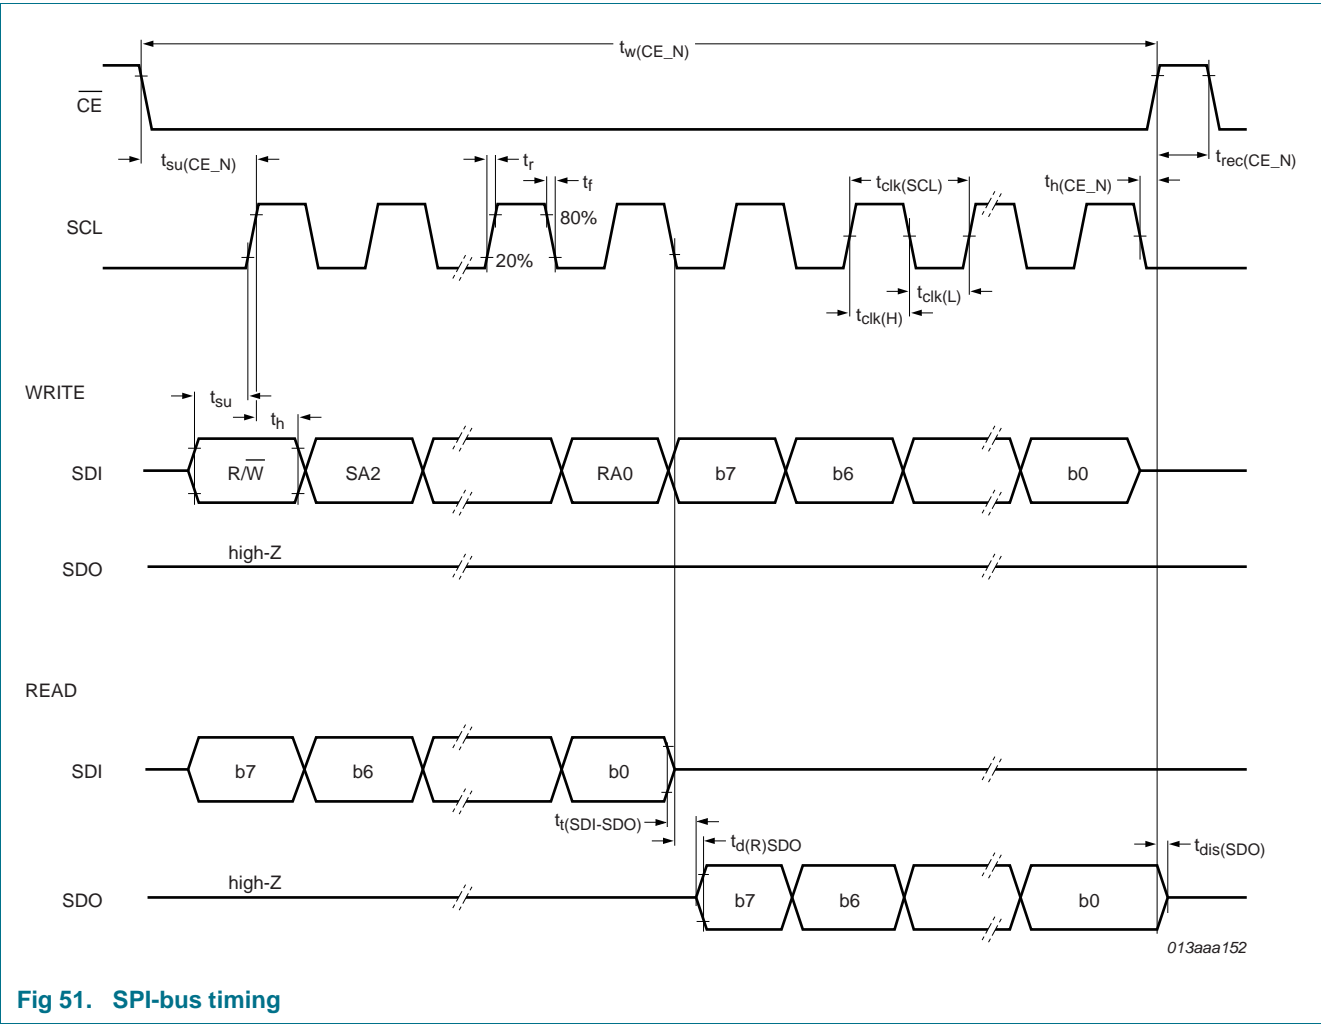 tw(CE_N)
CE
tsu(CE_N)
tr
tf
tclk(SCL)
th(CE_N)
trec(CE_N)
SCL
80%
20%
tclk(L)
tclk(H)
WRITE
tsu
th
SDI
R/W
SA2
RA0
b7
b6
b0
SDO
high-Z
READ
SDI
b7
b6
b0
tt(SDI-SDO)
td(R)SDO
tdis(SDO)
SDO
high-Z
b7
b6
b0
013aaa152
Fig 51. SPI-bus timing